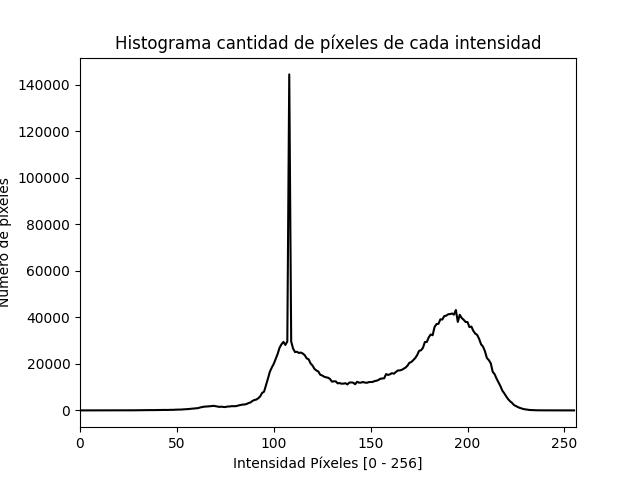 Histograma cantidad de píxeles de cada intensidad
140000
120000
100000
80000
60000
40000
20000
0
Número de píxeles
0 50 100 150 200 250
Intensidad Píxeles [0 - 256]